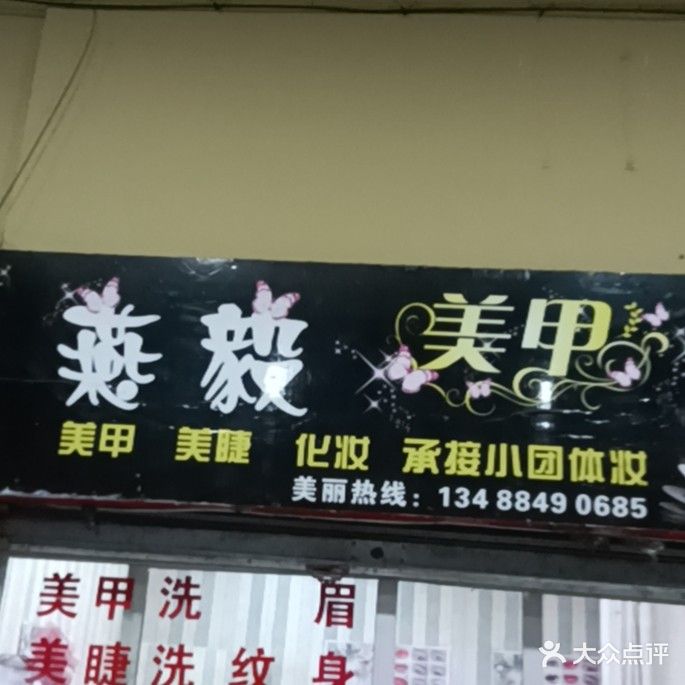 燕毅 美甲
美甲 美睫 化妆 承接小团体妆
美丽热线：134 8849 0685
美甲洗 眉
美睫洗纹身
大众点评